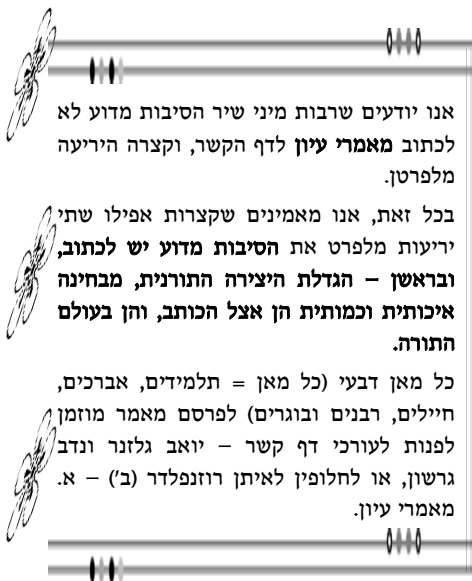 אנו יודעים שרבות מיני שיר הסיבות מדוע לא
לכתוב מאמרי עיון לדף הקשר, וקצרה היריעה
מלפרטן.
בכל זאת, אנו מאמינים שקצרות אפילו שתי
יריעות מלפרט את הסיבות מדוע יש לכתוב,
ובראשן – הגדלת היצירה התורנית, מבחינה
איכותית וכמותית הן אצל הכותב, והן בעולם
התורה.
כל מאן דבעי (כל מאן = תלמידים, אברכים,
חיילים, רבנים ובוגרים) לפרסם מאמר מוזמן
לפנות לעורכי דף קשר – יואב גלזנר ונדב
גרשון, או לחלופין לאיתן רוזנפלדר (ב') – א.
מאמרי עיון.